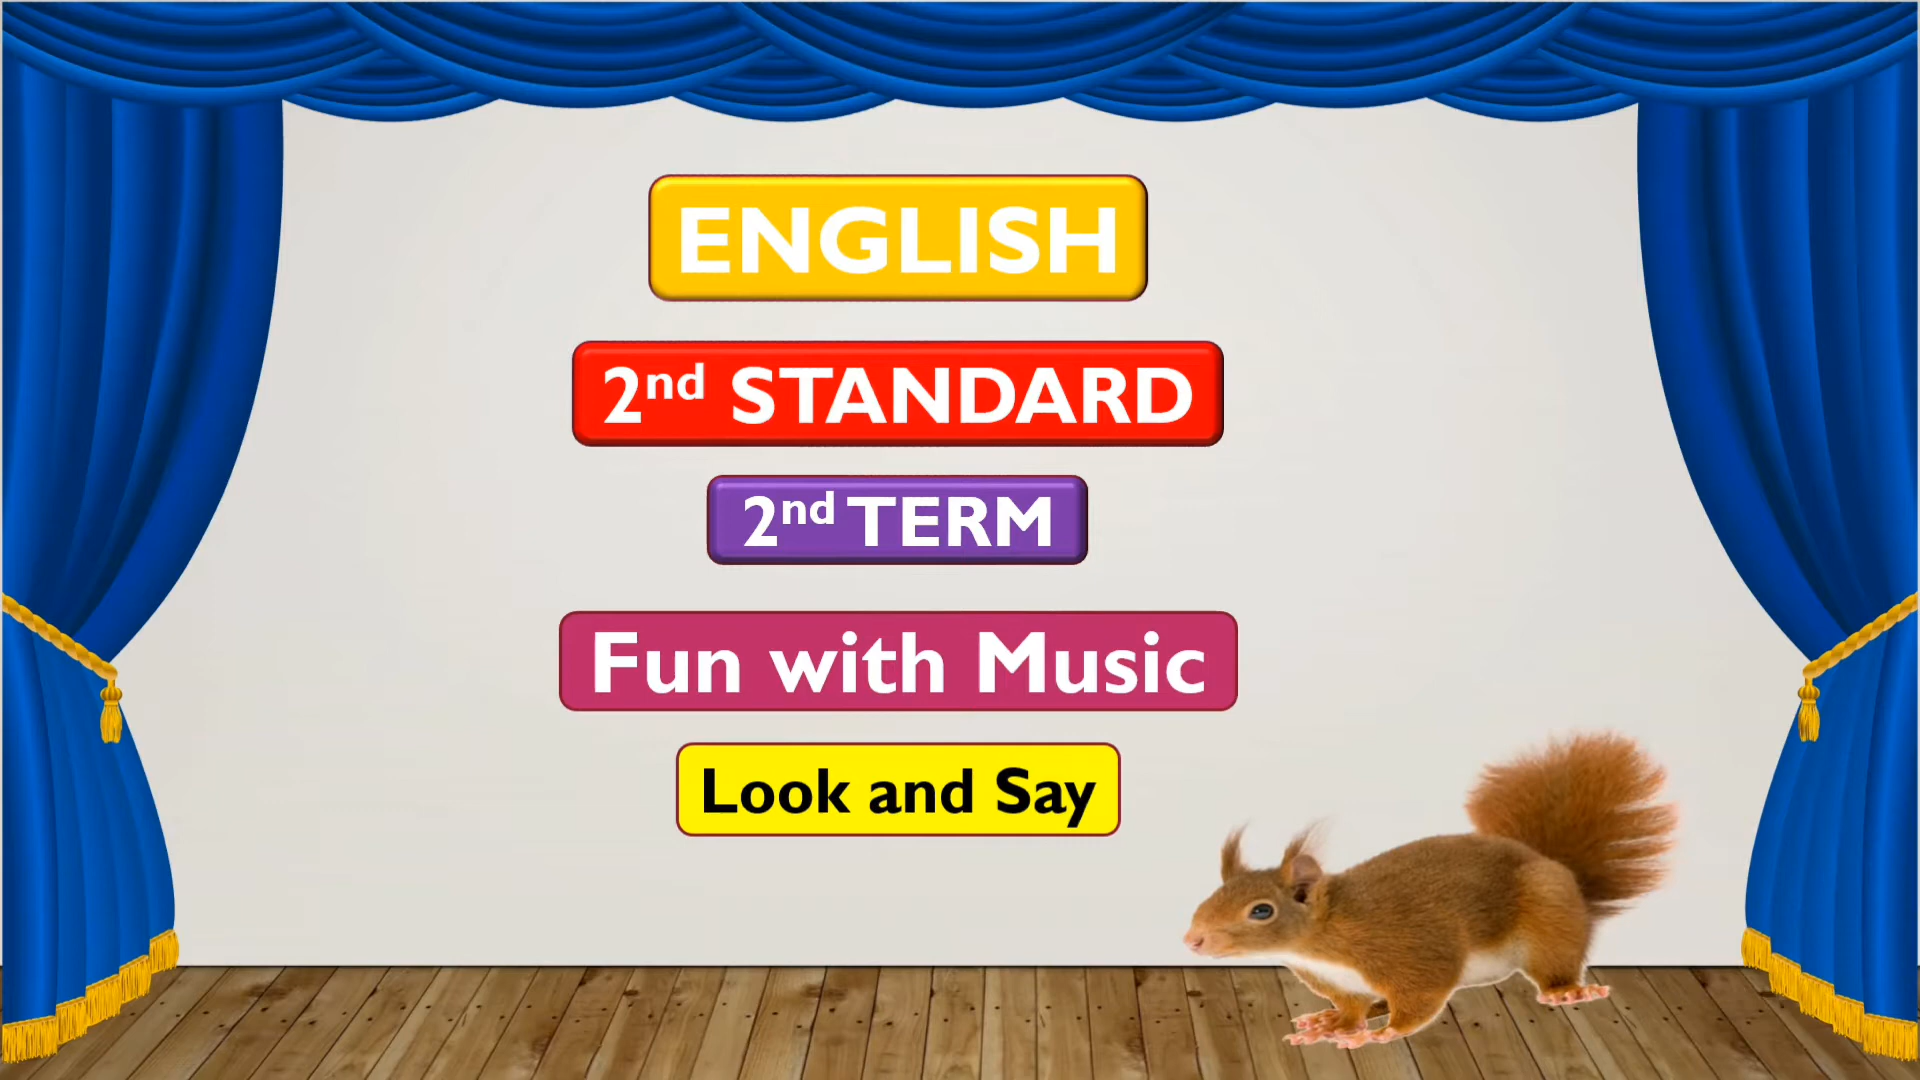 ENGLISH
2nd STANDARD
2nd TERM
Fun with Music
Look and Say